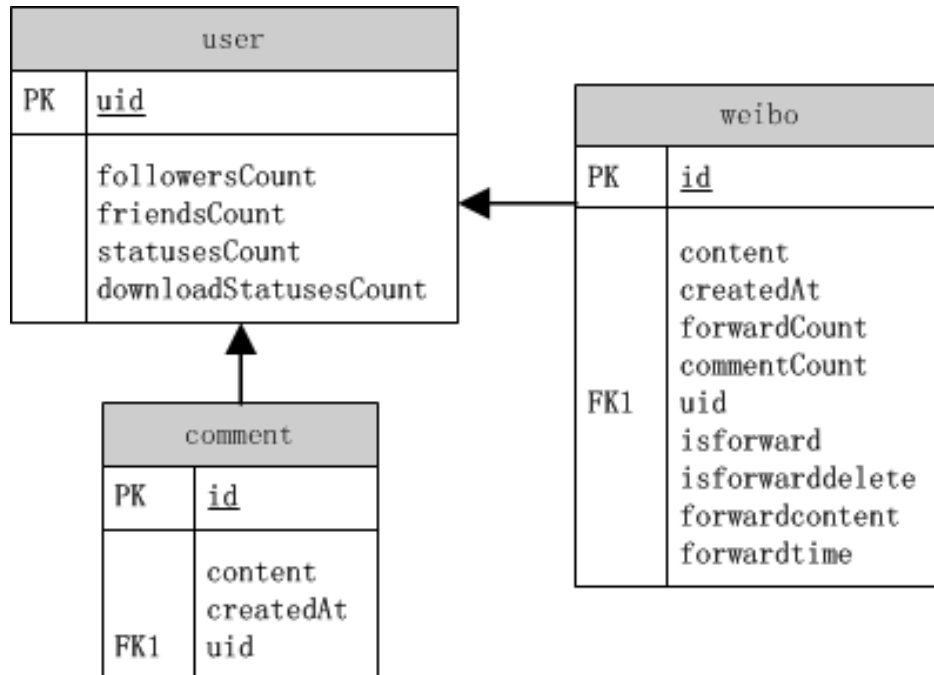 user
PK uid
followersCount
friendsCount
statusesCount
downloadStatusesCount
weibo
PK id
content
createdAt
forwardCount
commentCount
FK1 uid
isforward
isforwarddelete
forwardcontent
forwardtime
comment
PK id
content
createdAt
FK1 uid